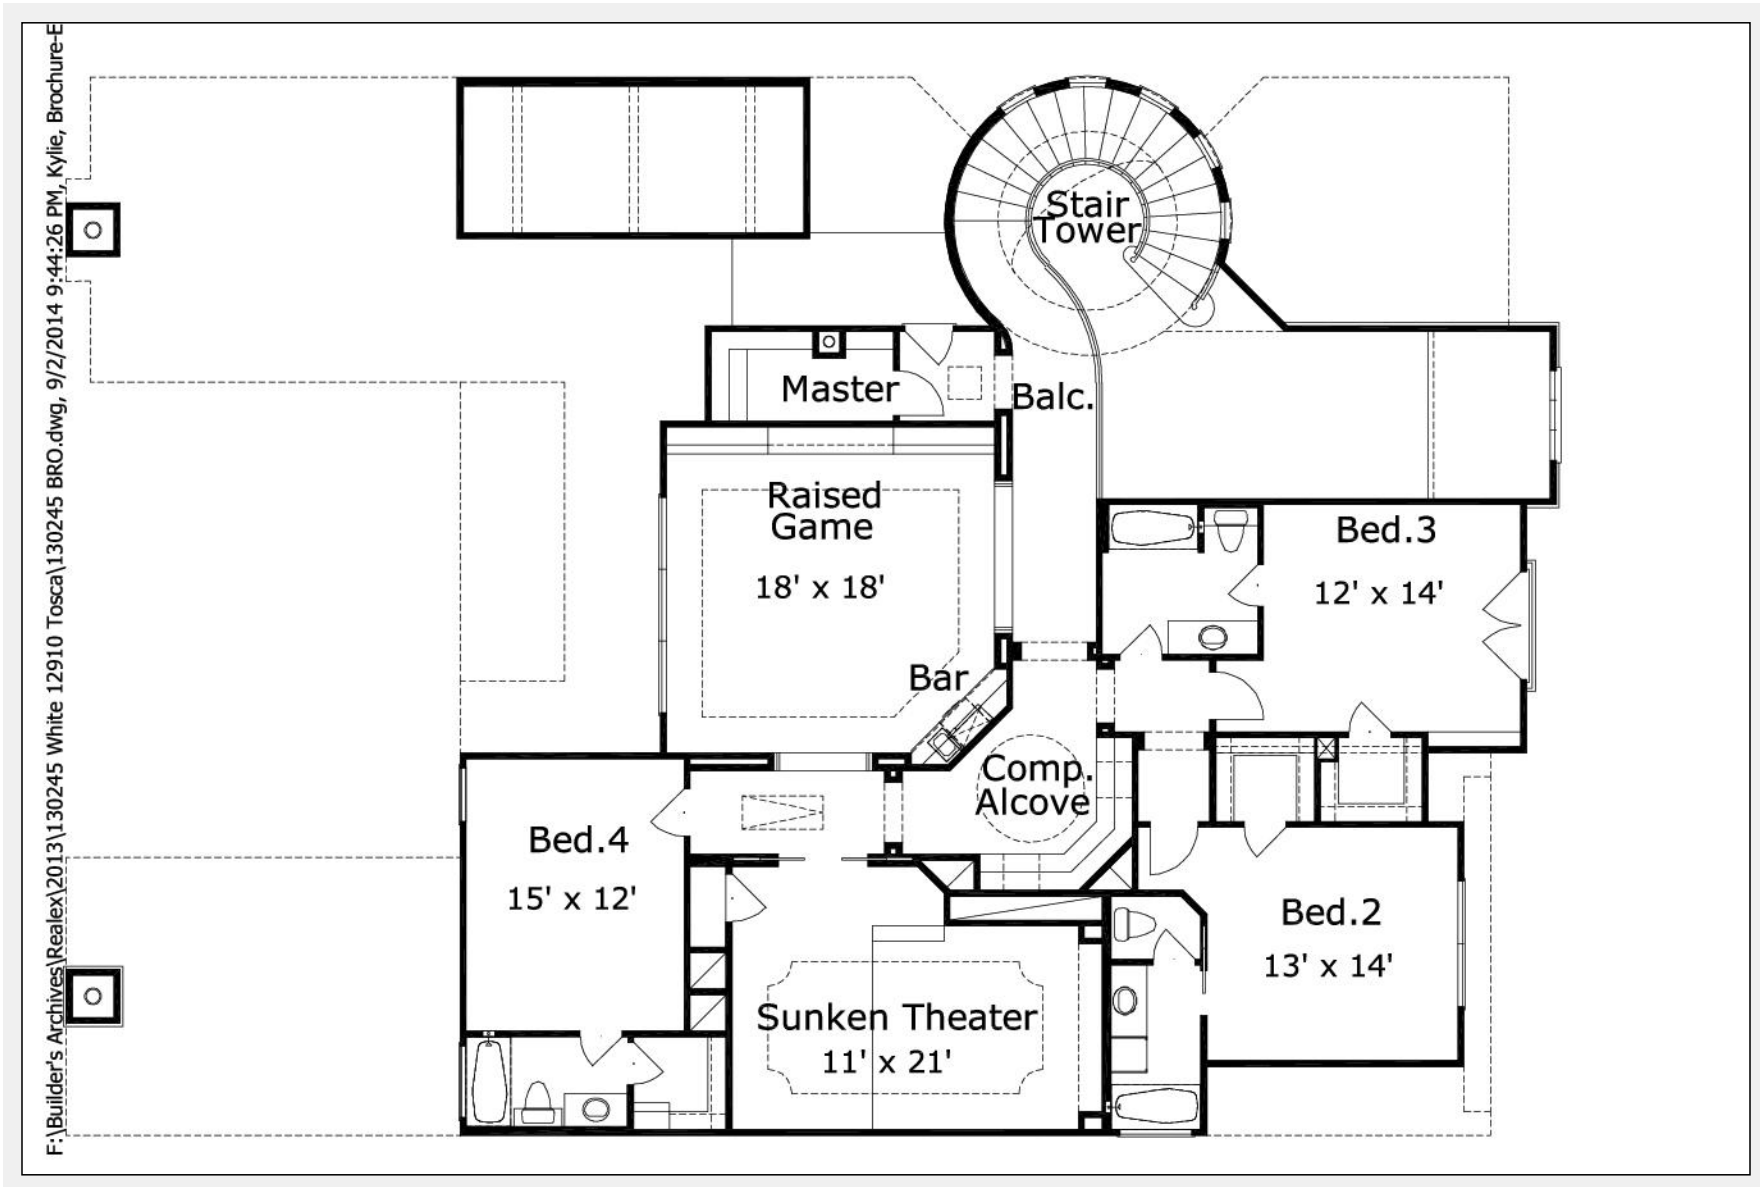 F:\Builder's Archives\Realex\2013\130245 White 12910 Tosca\130245 BRO.dwg, 9/2/2014 9:44:26 PM, Kylie, Brochure-E
Stair
Tower
Master
Balc.
Raised
Game
18' x 18'
Bar
Bed.3
12' x 14'
Comp.
Alcove
Bed.4
15' x 12'
Bed.2
13' x 14'
Sunken Theater
11' x 21'